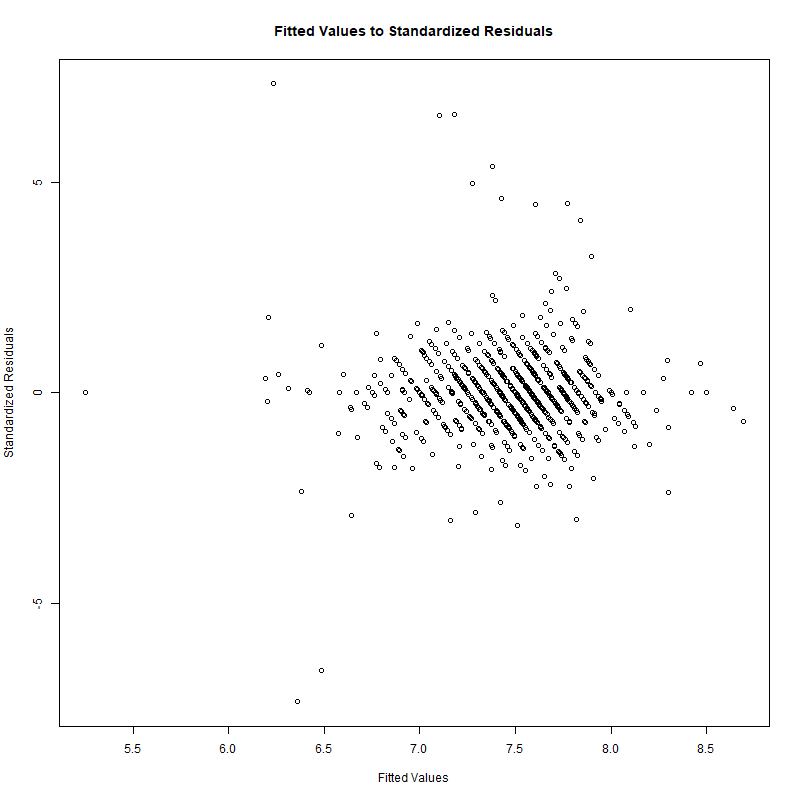 Fitted Values to Standardized Residuals
Standardized Residuals
5
0
-5
5.5 6.0 6.5 7.0 7.5 8.0 8.5
Fitted Values